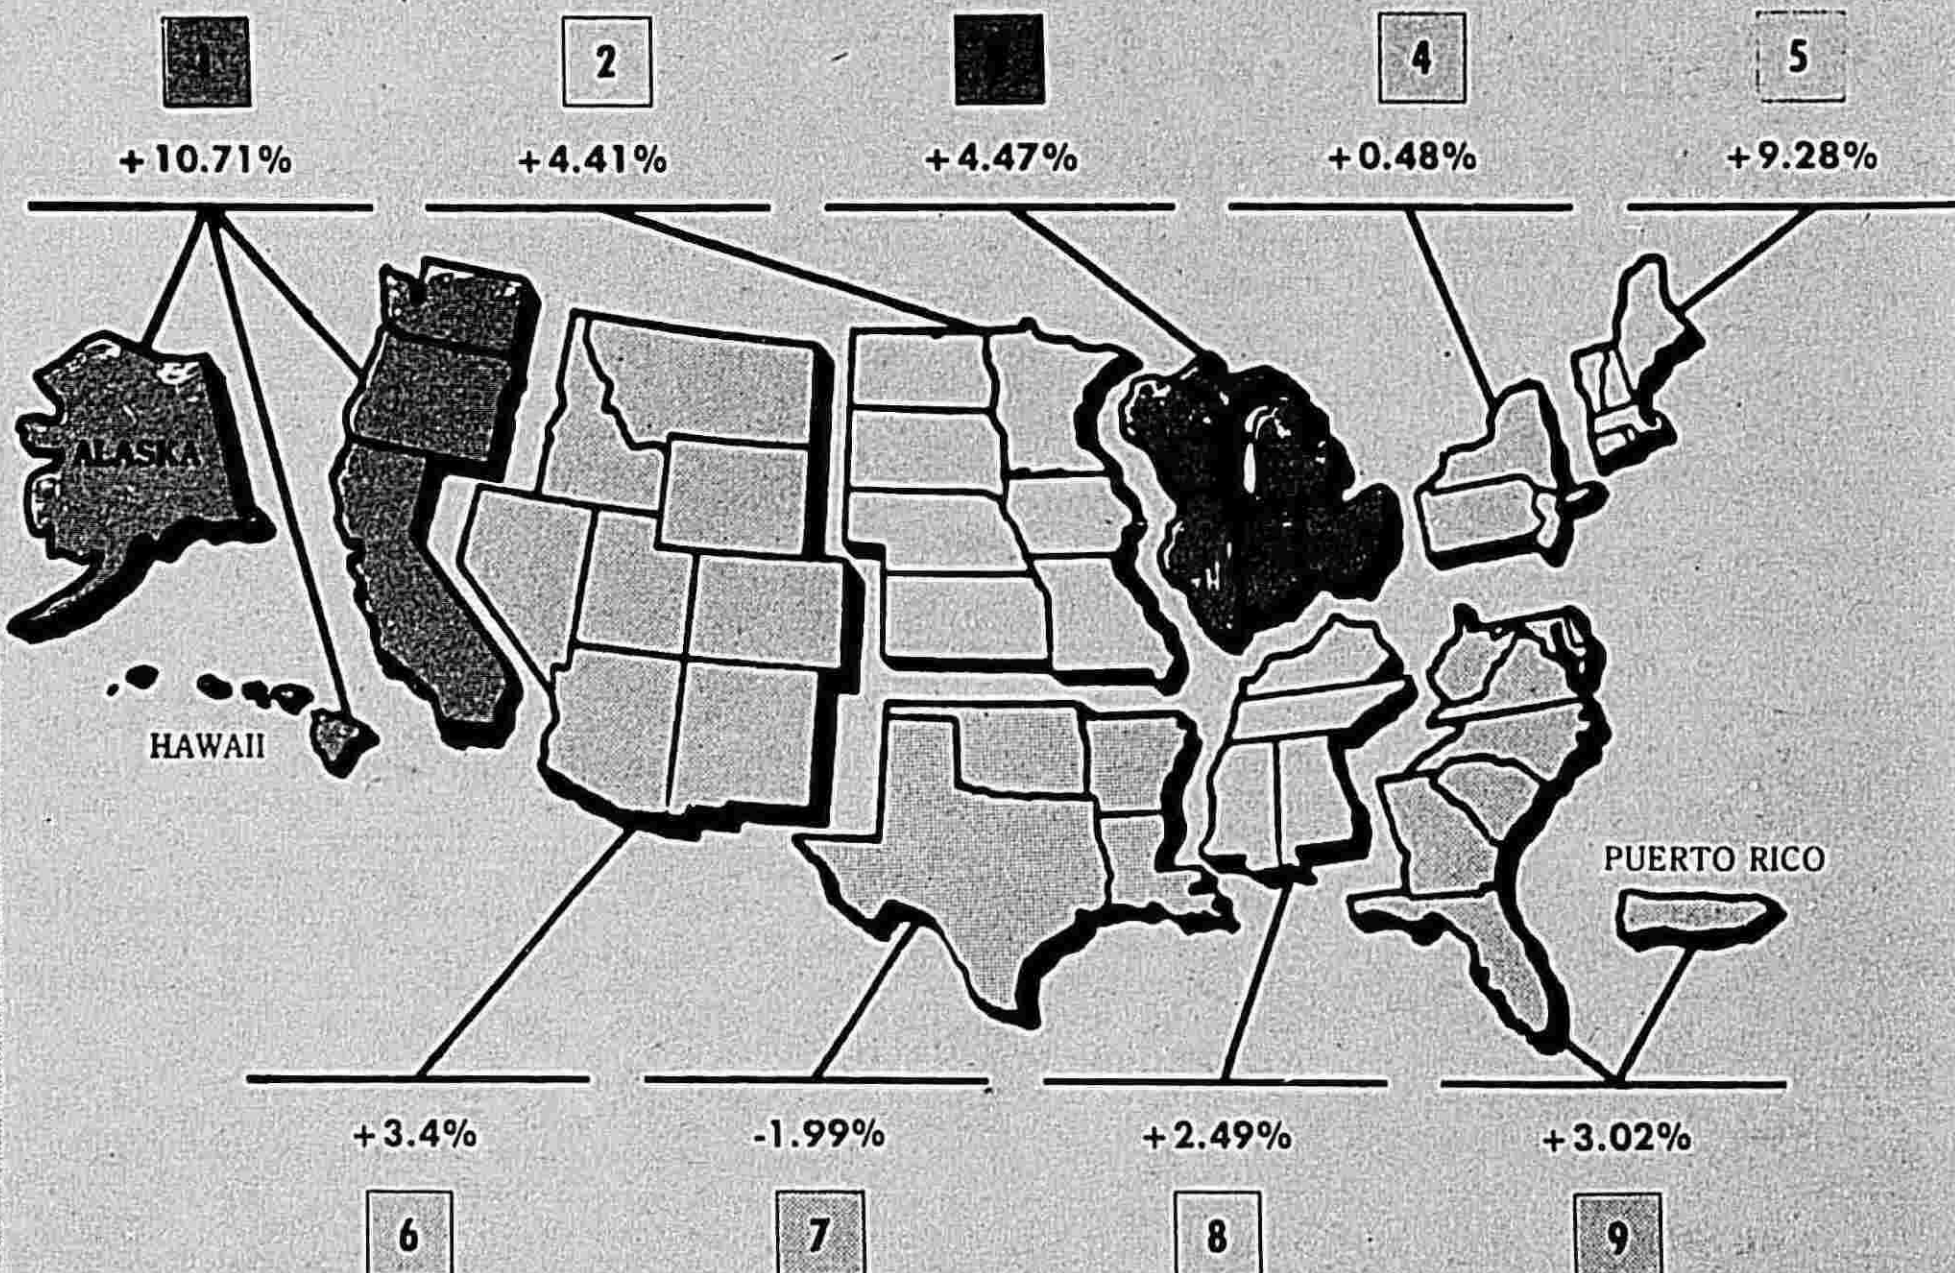 1 2 4 5
+10.71% +4.41% +4.47% +0.48% +9.28%
ALASKA
HAWAII
PUERTO RICO
+3.4% -1.99% +2.49% +3.02%
6 7 8 9